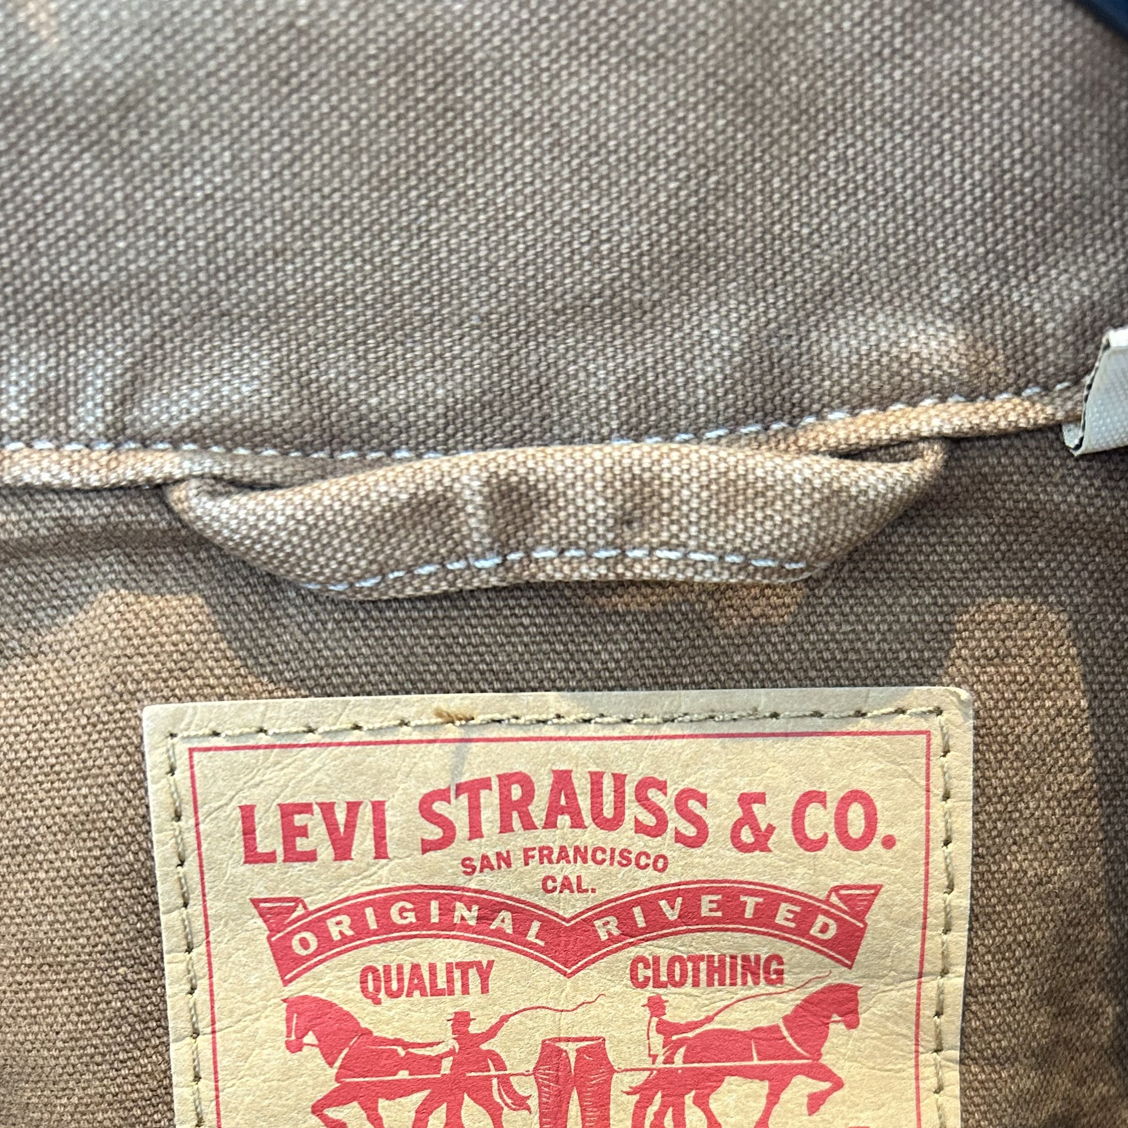 LEVI STRAUSS & CO.
SAN FRANCISCO
CAL.
ORIGINAL RIVETED
QUALITY CLOTHING